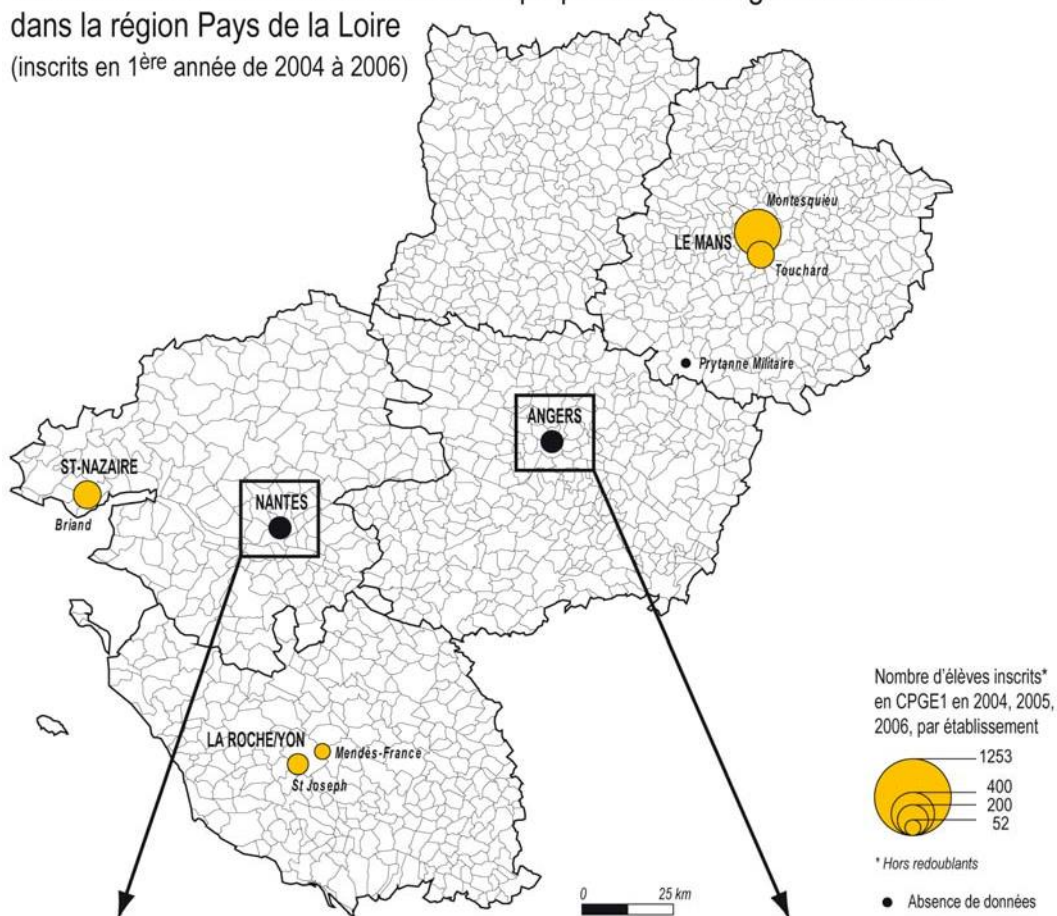 dans la région Pays de la Loire
(inscrits en 1ère année de 2004 à 2006)
Montesquieu
LE MANS
Touchard
Prytanne Militaire
ANGERS
ST-NAZAIRE
Briand
NANTES
LA ROCHE/YON
Mendès-France
St Joseph
Nombre d'élèves inscrits*
en CPGE1 en 2004, 2005,
2006, par établissement
1253
400
200
52
* Hors redoublants
Absence de données
0 25 km